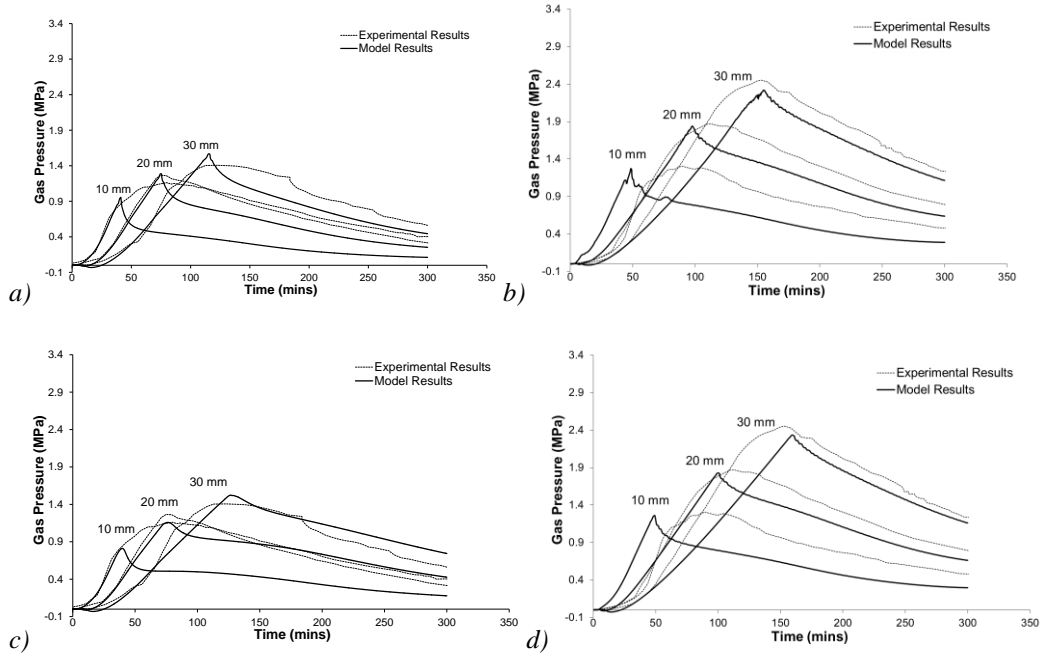 3.4
2.9
2.4
1.9
1.4
0.9
0.4
-0.1
Gas Pressure (MPa)
Experimental Results
Model Results
10 mm
20 mm
30 mm
0 50 100 150 200 250 300 350
Time (mins)
a)
3.4
2.9
2.4
1.9
1.4
0.9
0.4
-0.1
Gas Pressure (MPa)
Experimental Results
Model Results
30 mm
20 mm
10 mm
0 50 100 150 200 250 300 350
Time (mins)
b)
3.4
2.9
2.4
1.9
1.4
0.9
0.4
-0.1
Gas Pressure (MPa)
Experimental Results
Model Results
30 mm
20 mm
10 mm
0 50 100 150 200 250 300 350
Time (mins)
c)
3.4
2.9
2.4
1.9
1.4
0.9
0.4
-0.1
Gas Pressure (MPa)
Experimental Results
Model Results
30 mm
20 mm
10 mm
0 50 100 150 200 250 300 350
Time (mins)
d)